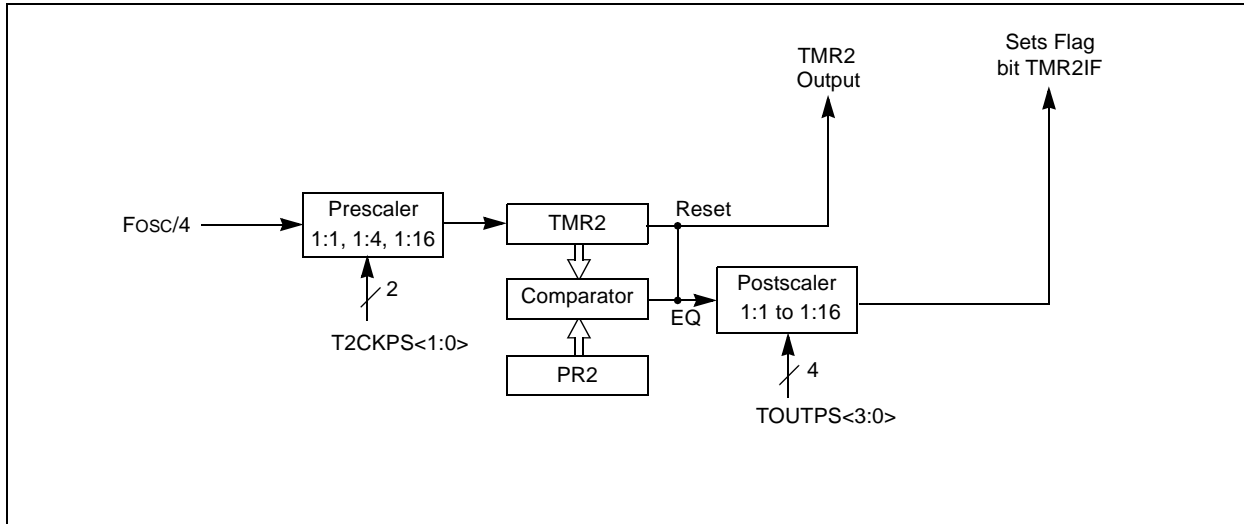 TMR2
Output
Sets Flag
bit TMR2IF
FOSC/4
Prescaler
1:1, 1:4, 1:16
2
T2CKPS<1:0>
TMR2
Reset
Comparator
EQ
PR2
Postscaler
1:1 to 1:16
4
TOUTPS<3:0>